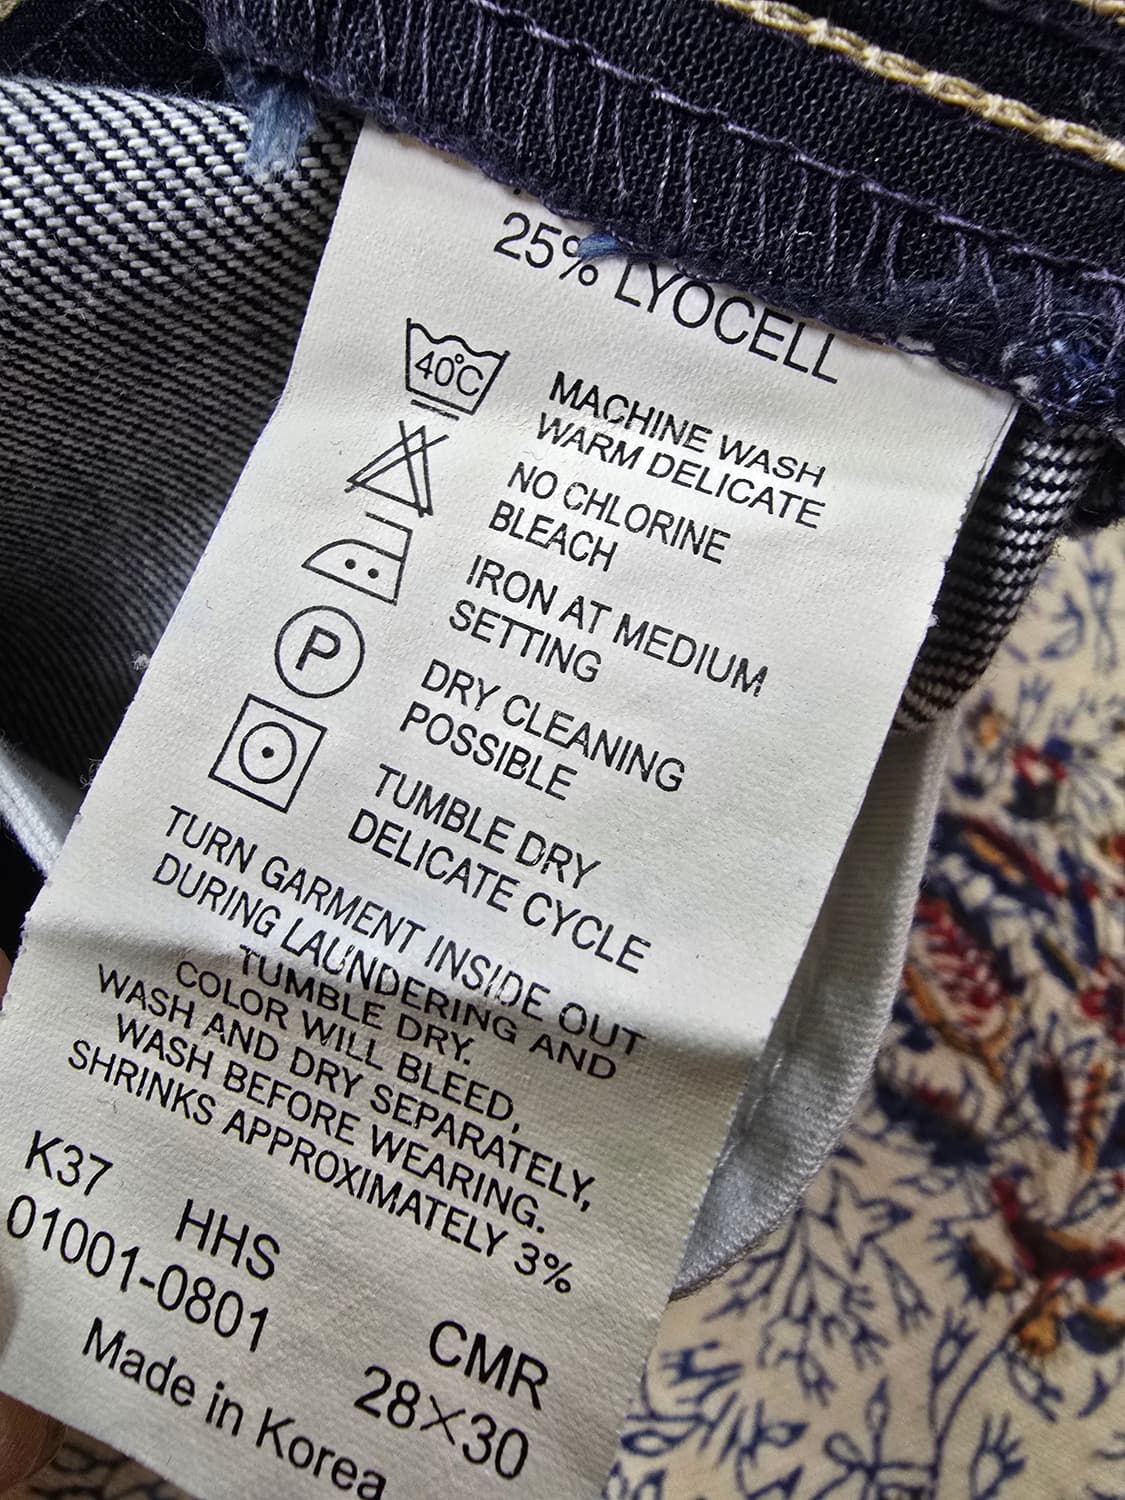 25% LYOCELL
40°C
MACHINE WASH
WARM DELICATE
NO CHLORINE
BLEACH
IRON AT MEDIUM
SETTING
P
DRY CLEANING
POSSIBLE
TUMBLE DRY
DELICATE CYCLE
TURN GARMENT INSIDE OUT
DURING LAUNDERING AND
TUMBLE DRY.
COLOR WILL BLEED,
WASH AND DRY SEPARATELY,
WASH BEFORE WEARING.
SHRINKS APPROXIMATELY 3%
K37 HHS CMR
01001-0801 28×30
Made in Korea